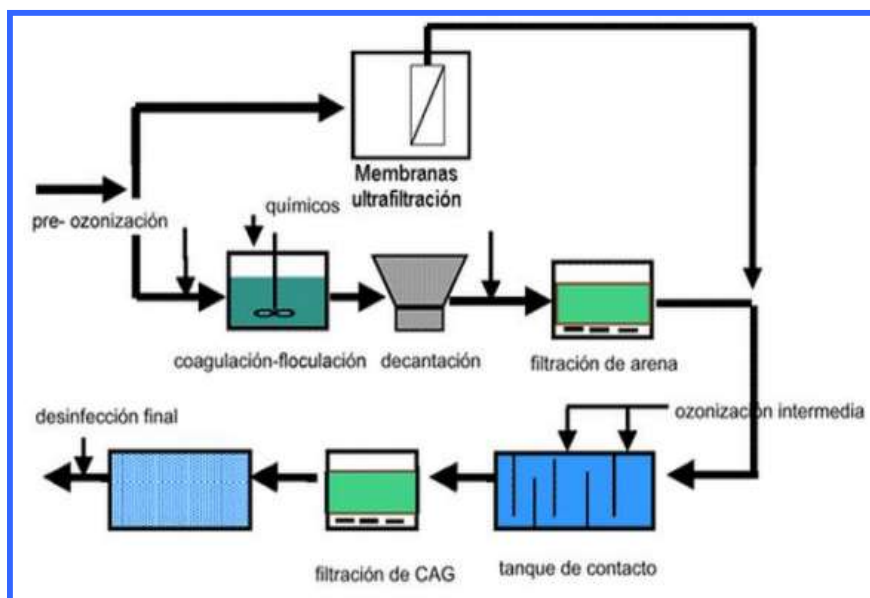 Membranas
ultrafiltración
químicos
pre- ozonización
coagulación-floculación
decantación
filtración de arena
desinfección final
ozonización intermedia
filtración de CAG
tanque de contacto